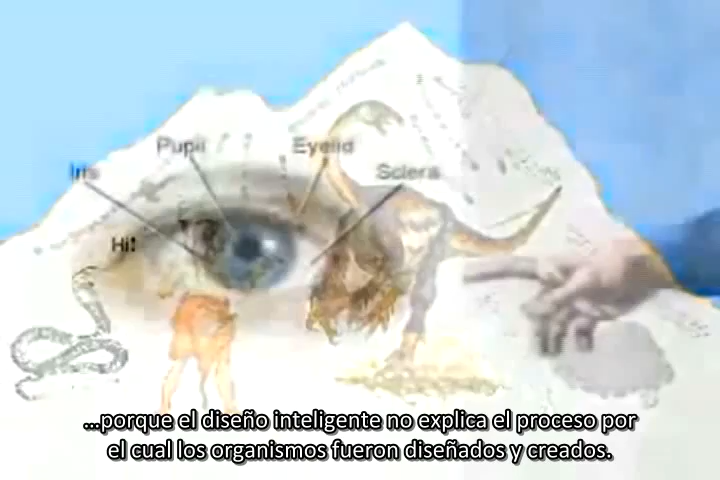 Pupil
Eyelid
Iris
Sclera
Hi!
...porque el diseño inteligente no explica el proceso por
el cual los organismos fueron diseñados y creados.